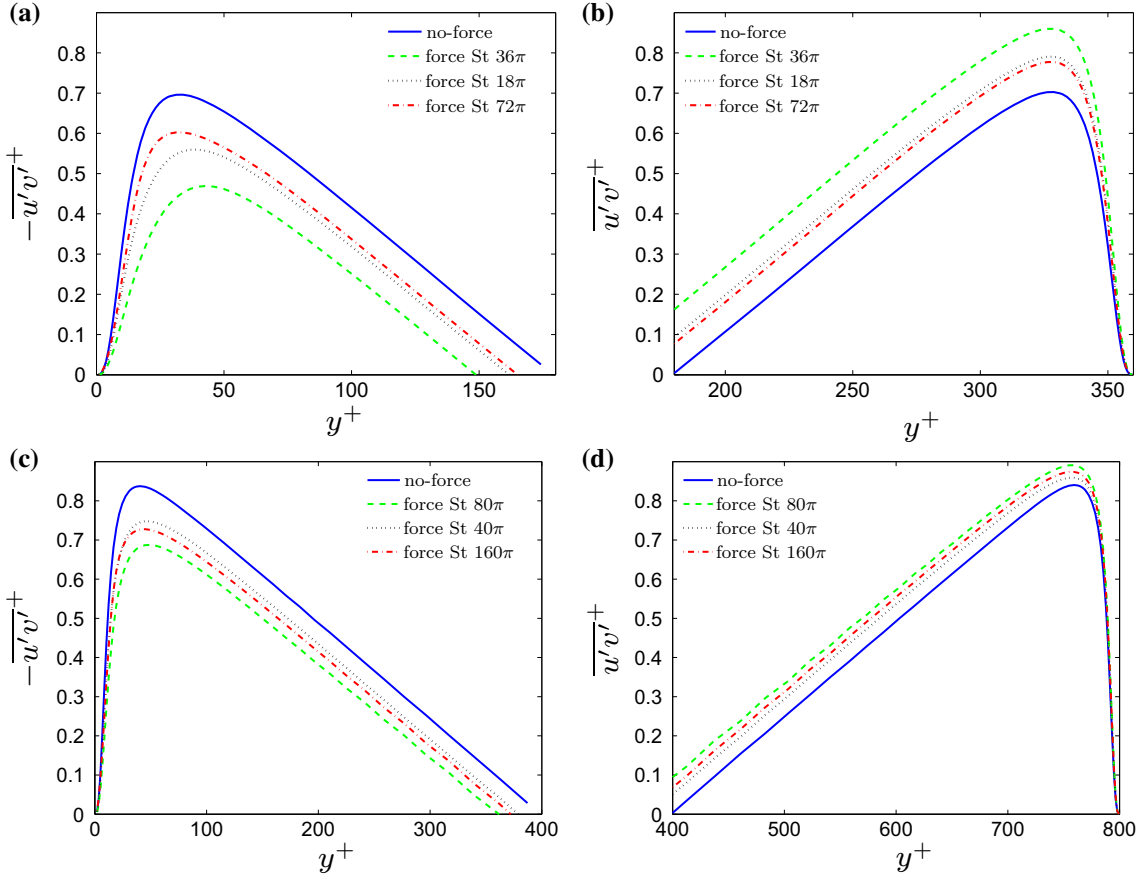 (a)
0.8
0.7
0.6
0.5
0.4
0.3
0.2
0.1
0
0 50 100 150
−u′v′+
y+
no-force
force St 36π
force St 18π
force St 72π
(b)
0.8
0.7
0.6
0.5
0.4
0.3
0.2
0.1
0
200 250 300 350
u′v′+
y+
no-force
force St 36π
force St 18π
force St 72π
(c)
0.8
0.7
0.6
0.5
0.4
0.3
0.2
0.1
0
0 100 200 300 400
−u′v′+
y+
no-force
force St 80π
force St 40π
force St 160π
(d)
0.8
0.7
0.6
0.5
0.4
0.3
0.2
0.1
0
400 500 600 700 800
u′v′+
y+
no-force
force St 80π
force St 40π
force St 160π